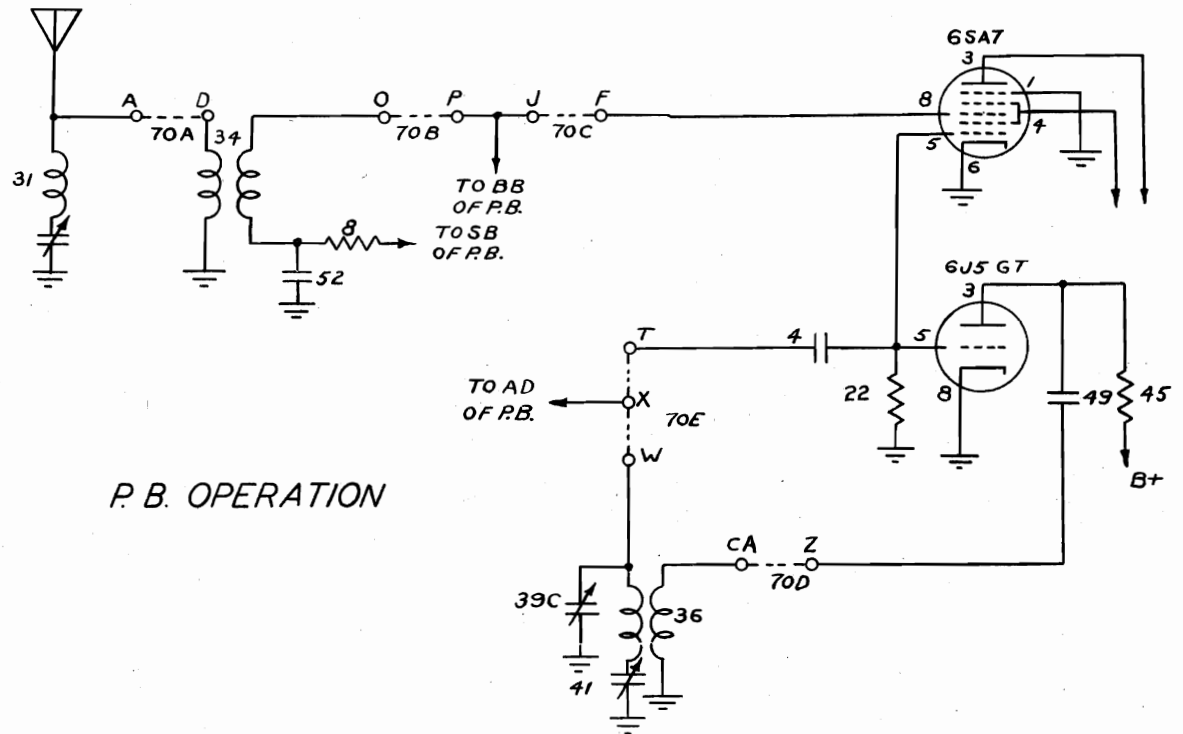 6SA7
3
1
8
4
5
6
A
D
70A
34
O
P
70B
J
F
70C
31
TO BB
OF P.B.
8
TO SB
OF P.B.
52
6J5 GT
3
T
4
5
8
22
49
45
TO AD
OF P.B.
X
70E
W
B+
P. B. OPERATION
CA
Z
70D
39C
36
41